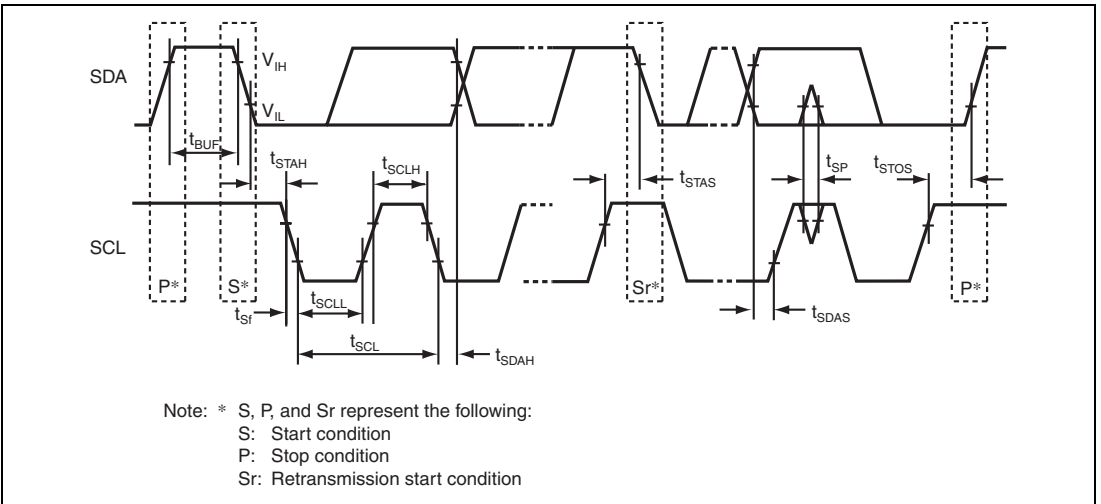 SDA
V_IH
V_IL
t_BUF
t_STAH
t_SCLH
t_STAS
t_SP
t_STOS
SCL
P*
S*
Sr*
P*
t_Sf
t_SCLL
t_SCL
t_SDAH
t_SDAS
Note: * S, P, and Sr represent the following:
S: Start condition
P: Stop condition
Sr: Retransmission start condition